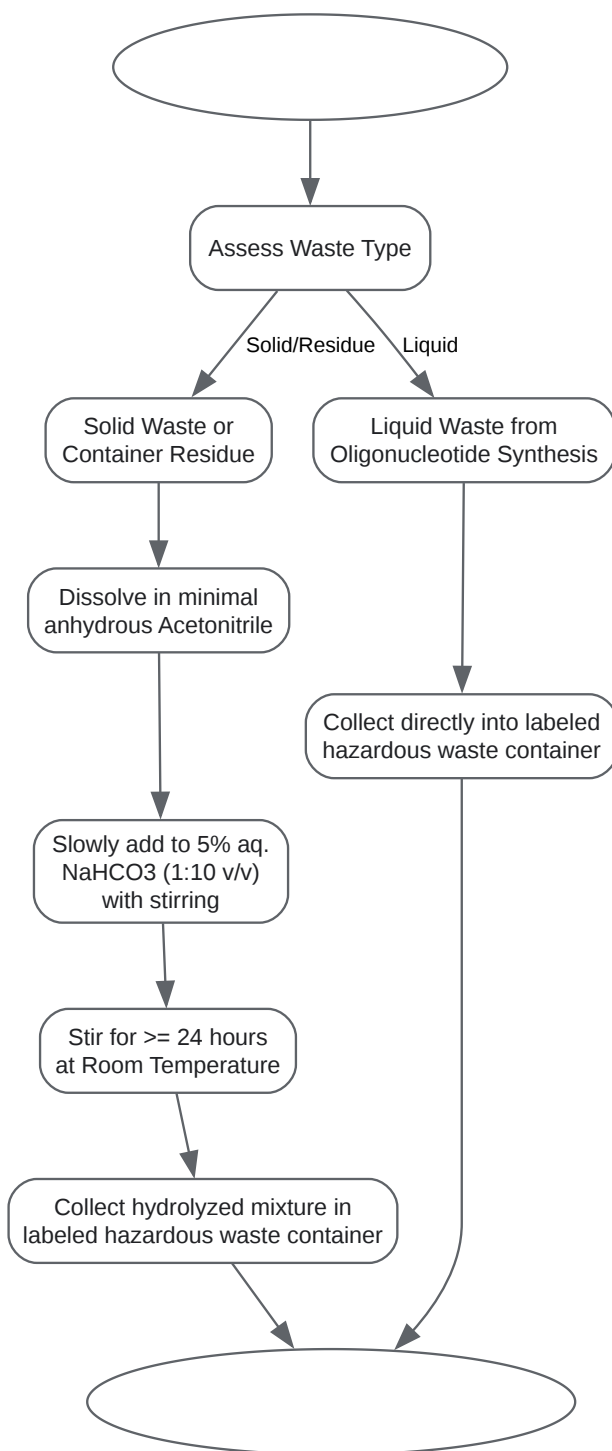 Assess Waste Type
Solid/Residue
Liquid
Solid Waste or
Container Residue
Liquid Waste from
Oligonucleotide Synthesis
Dissolve in minimal
anhydrous Acetonitrile
Collect directly into labeled
hazardous waste container
Slowly add to 5% aq.
NaHCO3 (1:10 v/v)
with stirring
Stir for >= 24 hours
at Room Temperature
Collect hydrolyzed mixture in
labeled hazardous waste container